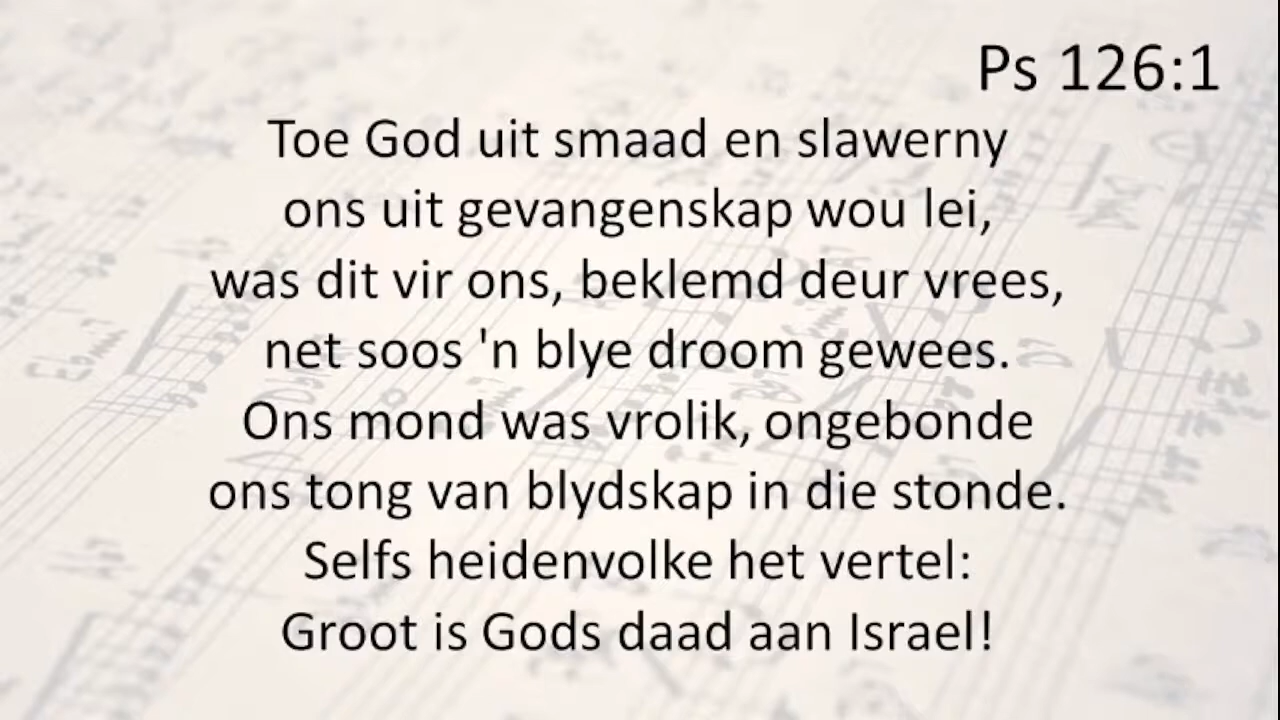 Ps 126:1
Toe God uit smaad en slawerny
ons uit gevangenskap wou lei,
was dit vir ons, beklemd deur vrees,
net soos 'n blye droom gewees.
Ons mond was vrolik, ongebonde
ons tong van blydskap in die stonde.
Selfs heidenvolke het vertel:
Groot is Gods daad aan Israel!